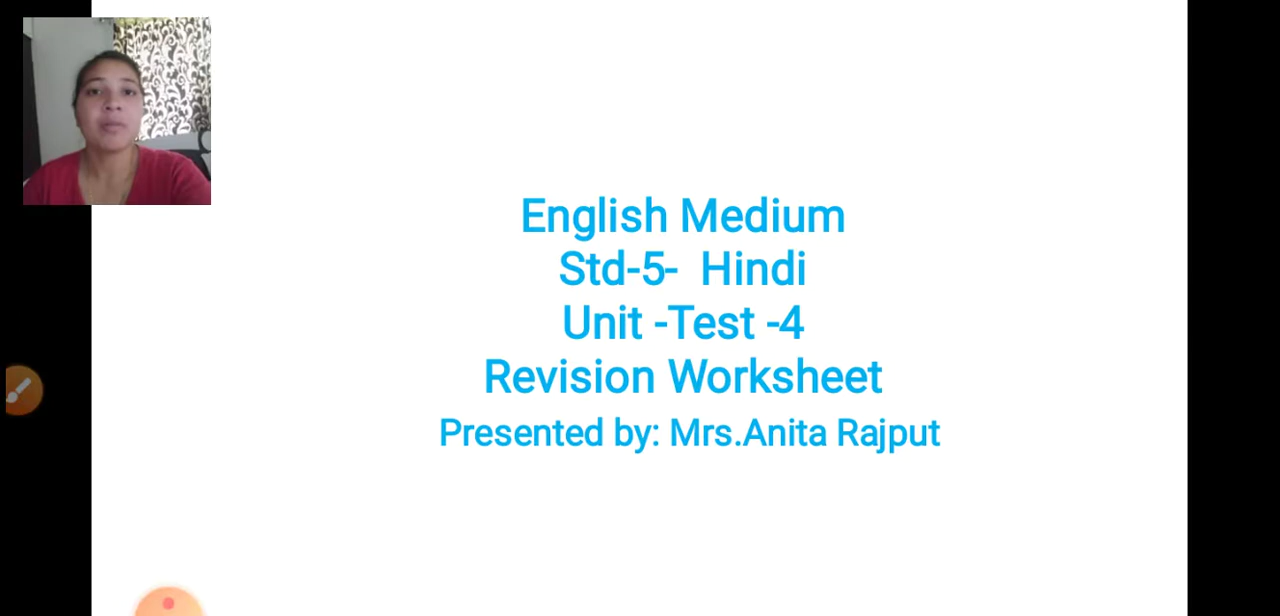 English Medium
Std-5- Hindi
Unit -Test -4
Revision Worksheet
Presented by: Mrs.Anita Rajput